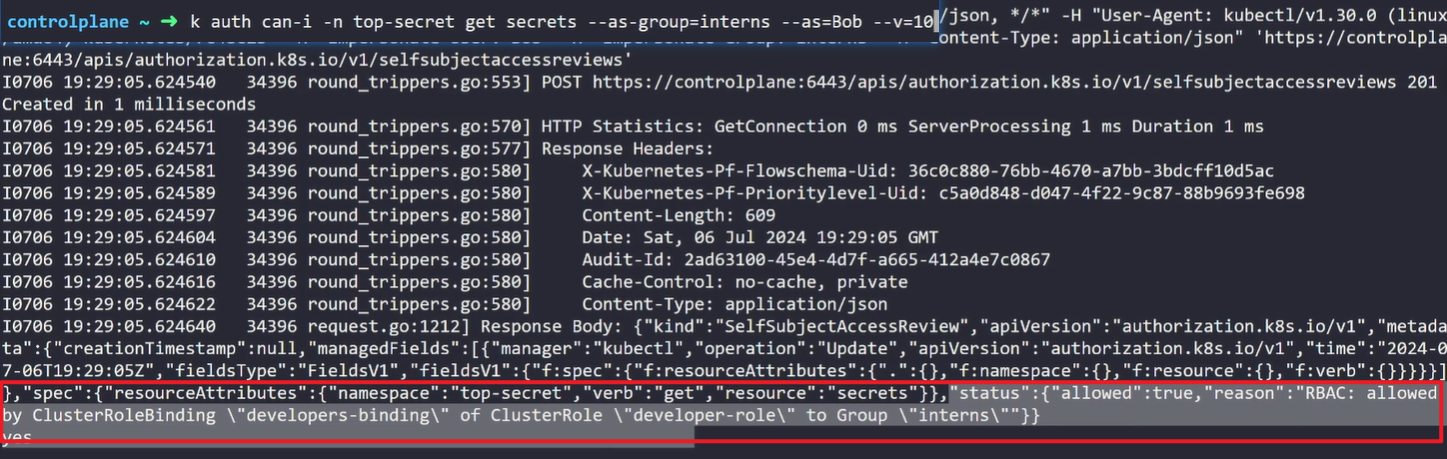 controlplane ~ ➜ k auth can-i -n top-secret get secrets --as-group=interns --as=Bob --v=10 /json, */*" -H "User-Agent: kubectl/v1.30.0 (linux
ontent-Type: application/json" 'https://controlpla
ne:6443/apis/authorization.k8s.io/v1/selfsubjectaccessreviews'
I0706 19:29:05.624540 34396 round_trippers.go:553] POST https://controlplane:6443/apis/authorization.k8s.io/v1/selfsubjectaccessreviews 201
Created in 1 milliseconds
I0706 19:29:05.624561 34396 round_trippers.go:570] HTTP Statistics: GetConnection 0 ms ServerProcessing 1 ms Duration 1 ms
I0706 19:29:05.624571 34396 round_trippers.go:577] Response Headers:
I0706 19:29:05.624581 34396 round_trippers.go:580] X-Kubernetes-Pf-Flowschema-Uid: 36c0c880-76bb-4670-a7bb-3bdcff10d5ac
I0706 19:29:05.624589 34396 round_trippers.go:580] X-Kubernetes-Pf-Prioritylevel-Uid: c5a0d848-d047-4f22-9c87-88b9693fe698
I0706 19:29:05.624597 34396 round_trippers.go:580] Content-Length: 609
I0706 19:29:05.624604 34396 round_trippers.go:580] Date: Sat, 06 Jul 2024 19:29:05 GMT
I0706 19:29:05.624610 34396 round_trippers.go:580] Audit-Id: 2ad63100-45e4-4d7f-a665-412a4e7c0867
I0706 19:29:05.624616 34396 round_trippers.go:580] Cache-Control: no-cache, private
I0706 19:29:05.624622 34396 round_trippers.go:580] Content-Type: application/json
I0706 19:29:05.624640 34396 request.go:1212] Response Body: {"kind":"SelfSubjectAccessReview","apiVersion":"authorization.k8s.io/v1","metada
ta":{"creationTimestamp":null,"managedFields":[{"manager":"kubectl","operation":"Update","apiVersion":"authorization.k8s.io/v1","time":"2024-0
7-06T19:29:05Z","fieldsType":"FieldsV1","fieldsV1":{"f:spec":{"f:resourceAttributes":{".":{},"f:namespace":{},"f:resource":{},"f:verb":{}}}}}]
},"spec":{"resourceAttributes":{"namespace":"top-secret","verb":"get","resource":"secrets"}},"status":{"allowed":true,"reason":"RBAC: allowed
by ClusterRoleBinding \"developers-binding\" of ClusterRole \"developer-role\" to Group \"interns\""}}
yes